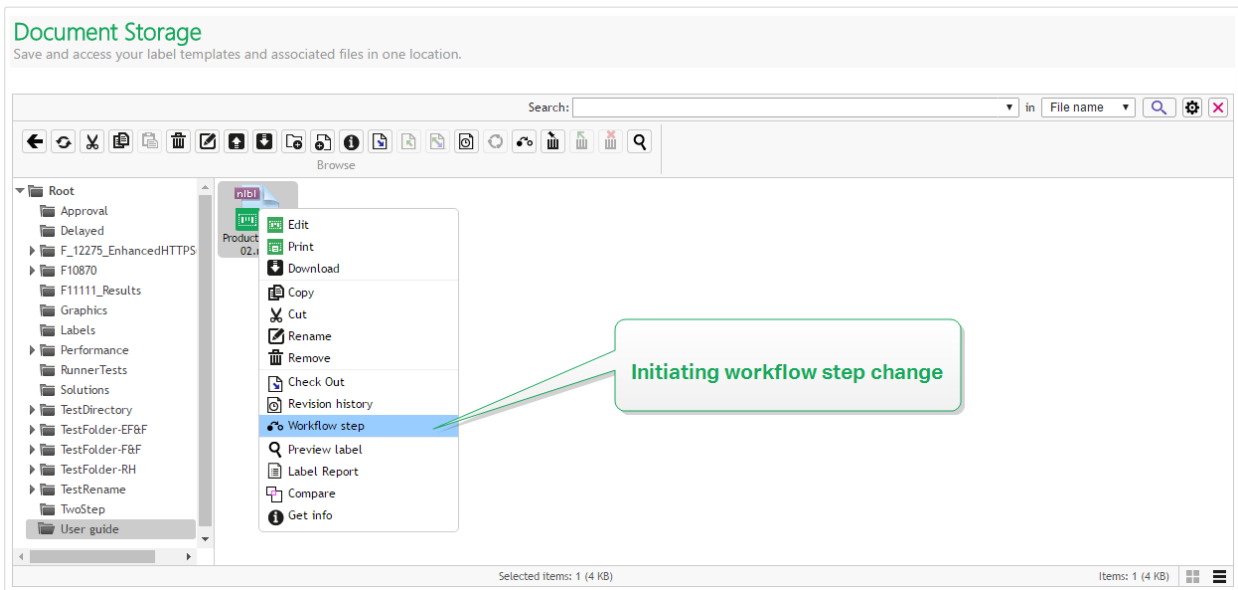 Document Storage
Save and access your label templates and associated files in one location.
Search:
in
File name
Browse
Root
Approval
Delayed
F_12275_EnhancedHTTPS
F10870
F11111_Results
Graphics
Labels
Performance
RunnerTests
Solutions
TestDirectory
TestFolder-EF&F
TestFolder-F&F
TestFolder-RH
TestRename
TwoStep
User guide
nlbl
Product
02.
Edit
Print
Download
Copy
Cut
Rename
Remove
Check Out
Revision history
Workflow step
Preview label
Label Report
Compare
Get info
Initiating workflow step change
Selected items: 1 (4 KB)
Items: 1 (4 KB)